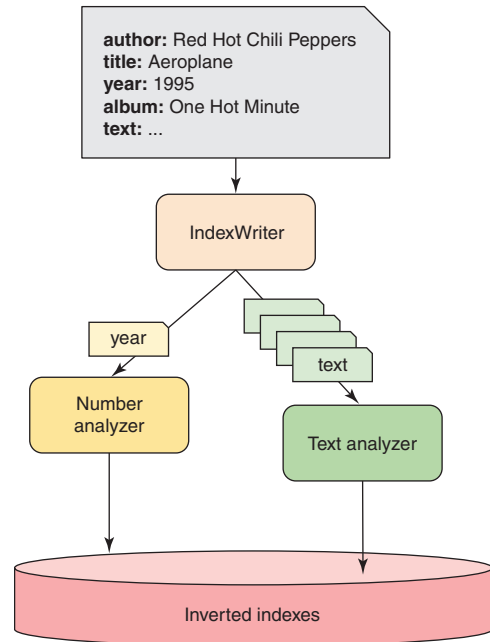 author: Red Hot Chili Peppers
title: Aeroplane
year: 1995
album: One Hot Minute
text: ...
IndexWriter
year
text
Number
analyzer
Text analyzer
Inverted indexes